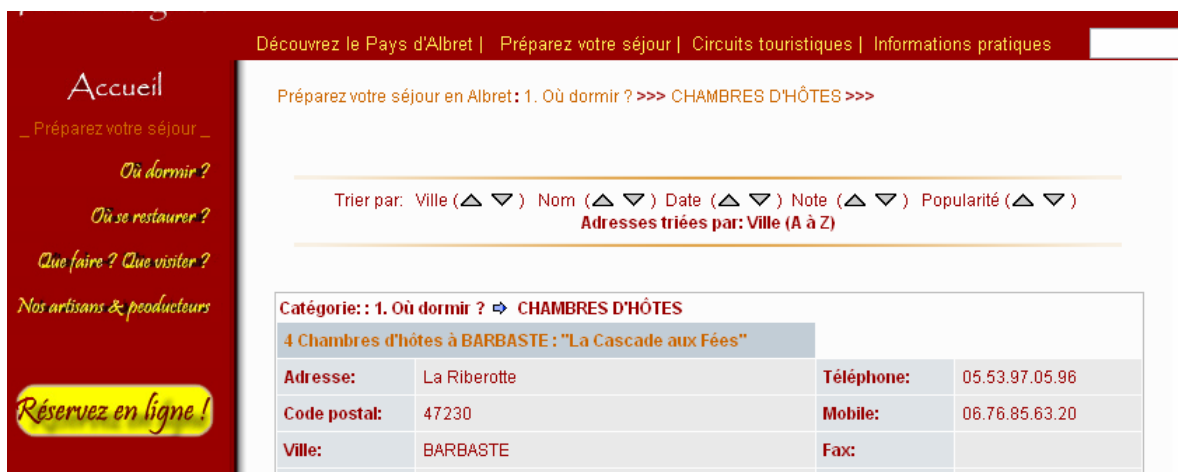 Découvrez le Pays d'Albret | Préparez votre séjour | Circuits touristiques | Informations pratiques
Accueil
_ Préparez votre séjour _
Où dormir ?
Où se restaurer ?
Que faire ? Que visiter ?
Nos artisans & peoducteurs
Réservez en ligne !
Préparez votre séjour en Albret : 1. Où dormir ? >>> CHAMBRES D'HÔTES >>>
Trier par: Ville ( ) Nom ( ) Date ( ) Note ( ) Popularité ( )
Adresses triées par: Ville (A à Z)
Catégorie: : 1. Où dormir ? ⇨ CHAMBRES D'HÔTES
4 Chambres d'hôtes à BARBASTE : "La Cascade aux Fées"
Adresse: La Riberotte Téléphone: 05.53.97.05.96
Code postal: 47230 Mobile: 06.76.85.63.20
Ville: BARBASTE Fax: